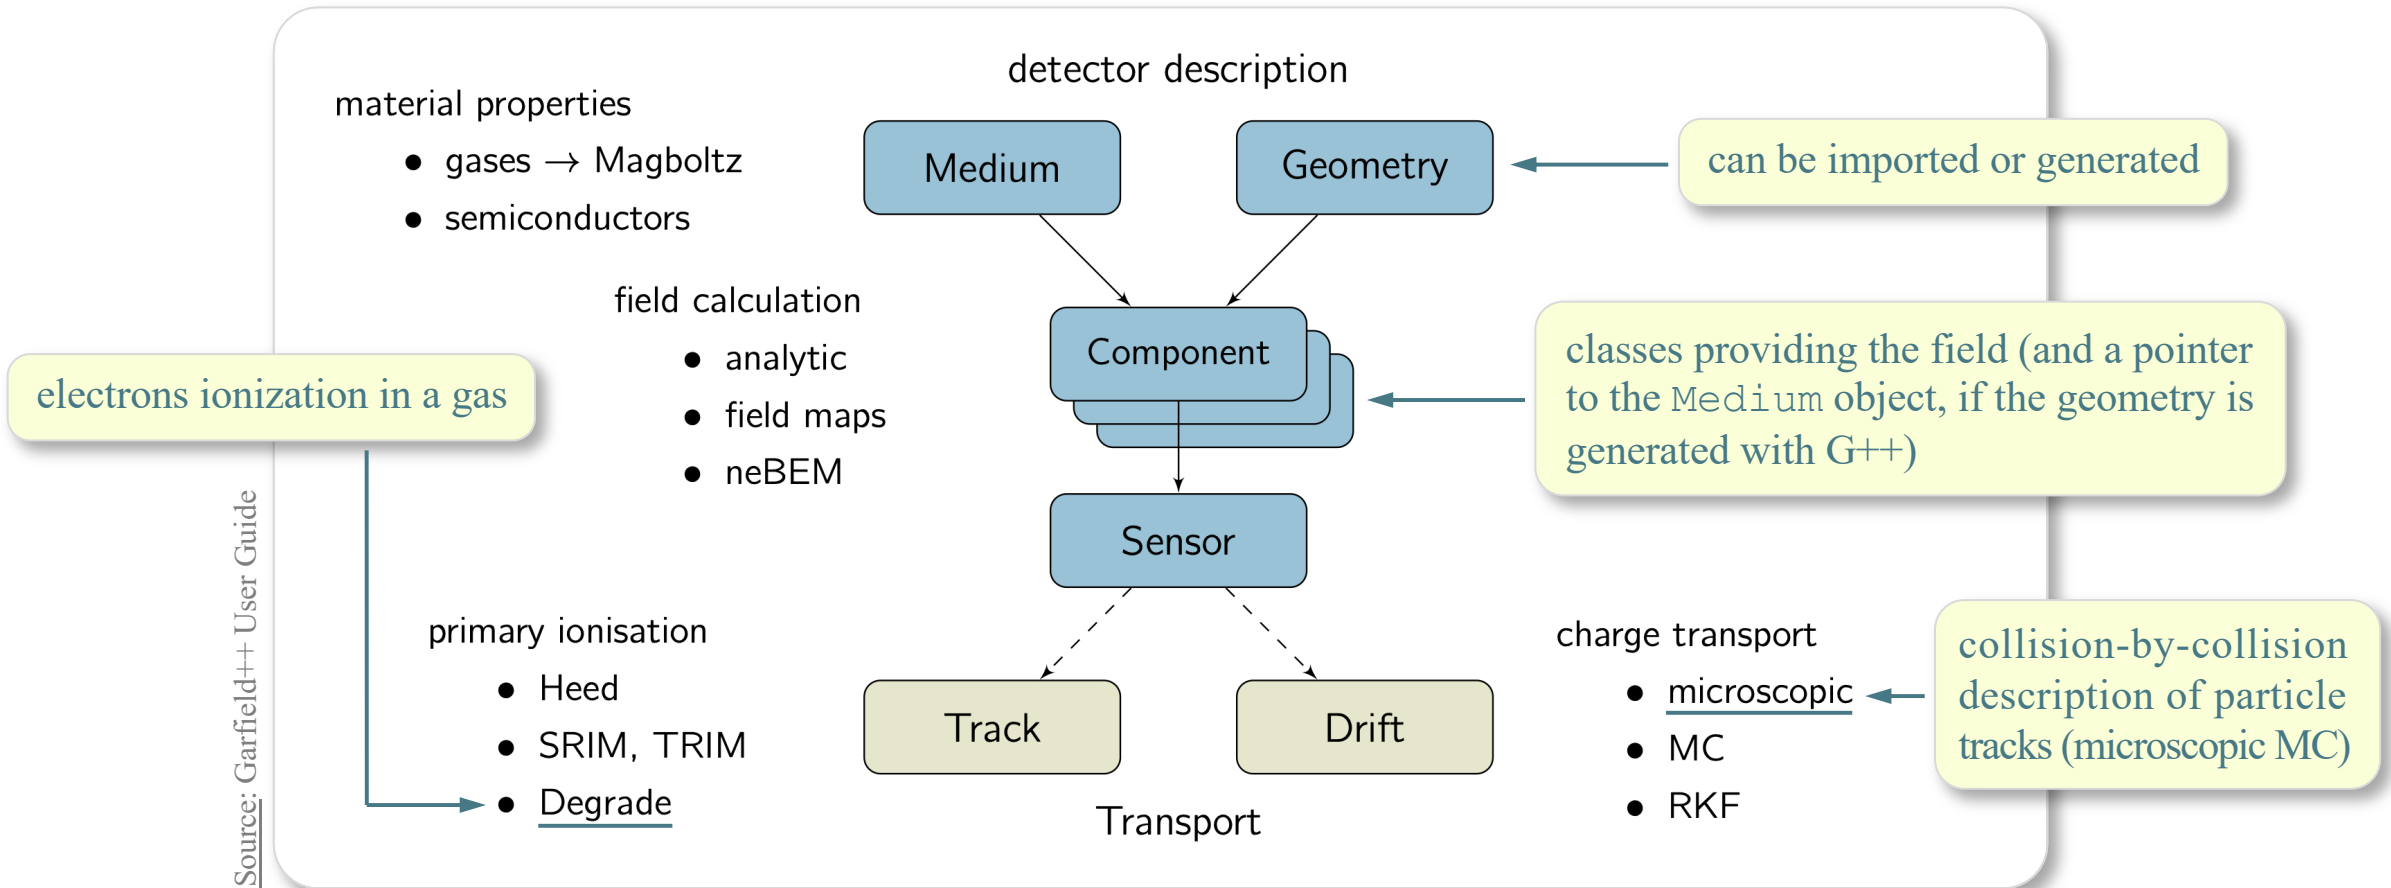 detector description
material properties
● gases → Magboltz
● semiconductors
Medium
Geometry
can be imported or generated
field calculation
● analytic
● field maps
● neBEM
Component
classes providing the field (and a pointer
to the Medium object, if the geometry is
generated with G++)
electrons ionization in a gas
Sensor
primary ionisation
● Heed
● SRIM, TRIM
● Degrade
Track
Drift
Transport
charge transport
● microscopic
● MC
● RKF
collision-by-collision
description of particle
tracks (microscopic MC)
Source: Garfield++ User Guide